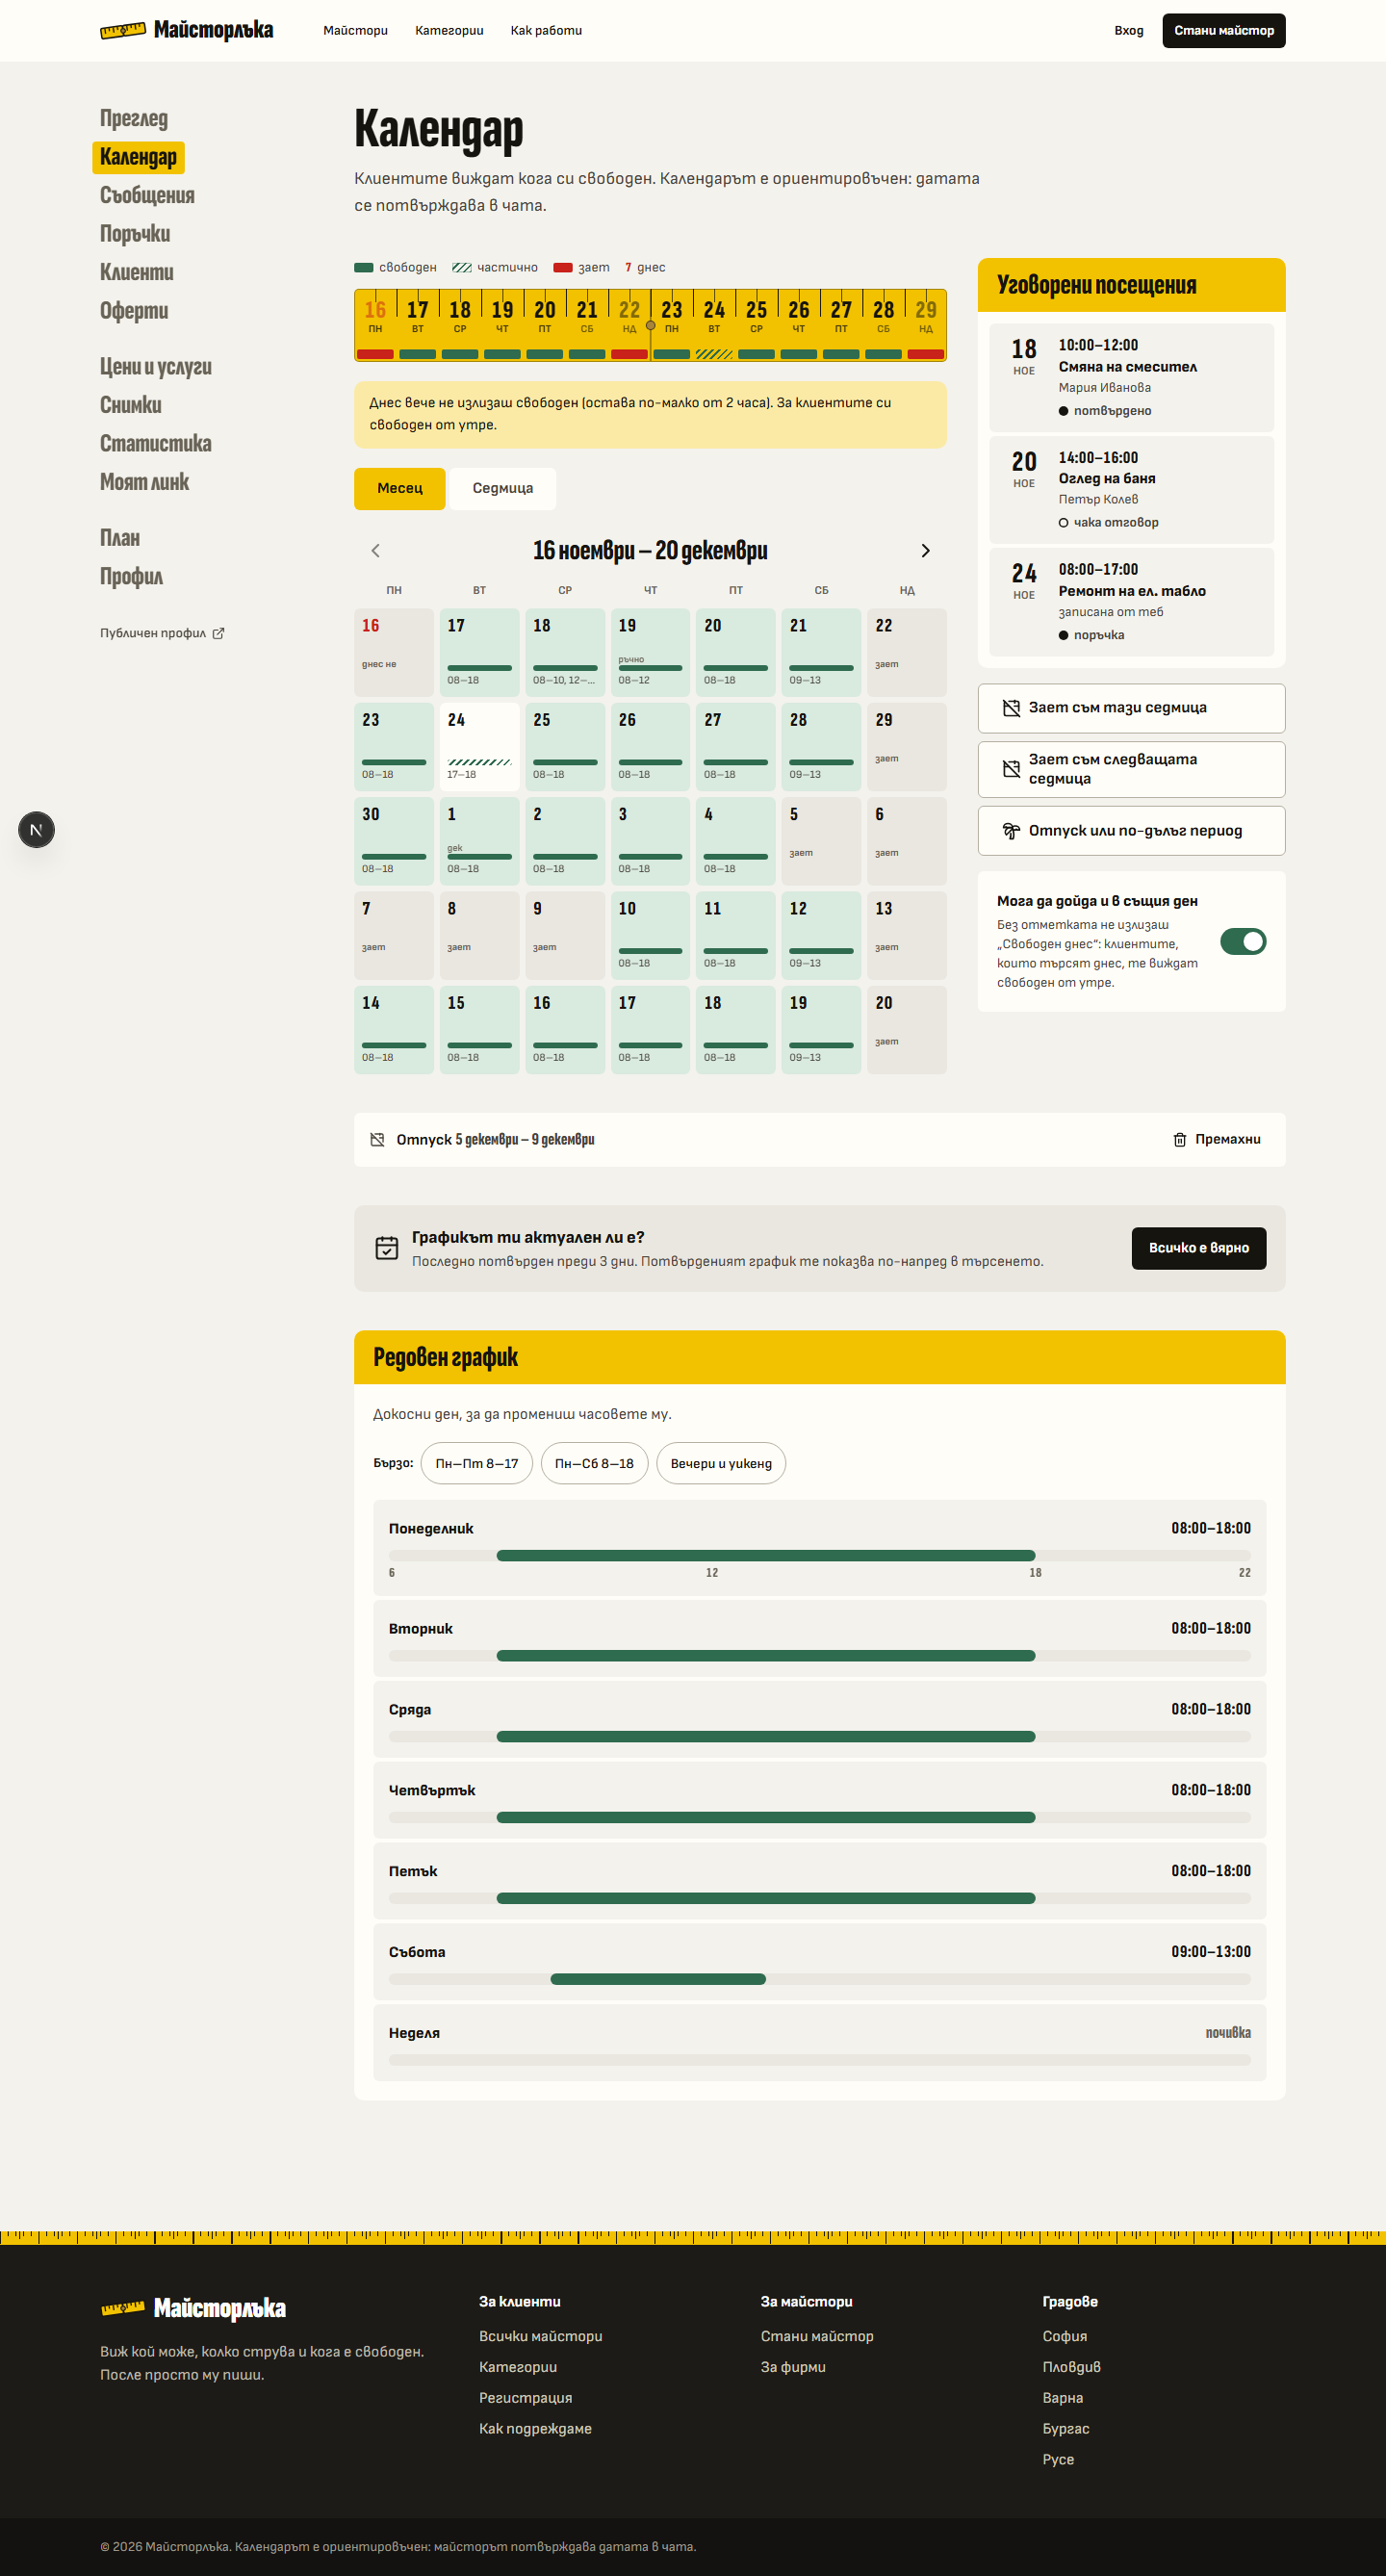 Майсторлъка
Майстори
Категории
Как работи
Вход
Стани майстор
Преглед
Календар
Съобщения
Поръчки
Клиенти
Оферти
Цени и услуги
Снимки
Статистика
Моят линк
План
Профил
Публичен профил
Календар
Клиентите виждат кога си свободен. Календарът е ориентировъчен: датата
се потвърждава в чата.
свободен частично зает 7 днес
16 17 18 19 20 21 22 23 24 25 26 27 28 29
ПН ВТ СР ЧТ ПТ СБ НД ПН ВТ СР ЧТ ПТ СБ НД
Днес вече не излизаш свободен (остава по-малко от 2 часа). За клиентите си
свободен от утре.
Месец
Седмица
16 ноември – 20 декември
ПН ВТ СР ЧТ ПТ СБ НД
16 17 18 19 20 21 22
днес не 08–18 08–10, 12–... ръчно 08–12 08–18 09–13 зает
23 24 25 26 27 28 29
08–18 17–18 08–18 08–18 08–18 09–13 зает
30 1 2 3 4 5 6
08–18 дек 08–18 08–18 08–18 08–18 зает зает
7 8 9 10 11 12 13
зает зает зает 08–18 08–18 09–13 зает
14 15 16 17 18 19 20
08–18 08–18 08–18 08–18 08–18 09–13 зает
Уговорени посещения
18 НОЕ
10:00–12:00
Смяна на смесител
Мария Иванова
потвърдено
20 НОЕ
14:00–16:00
Оглед на баня
Петър Колев
чака отговор
24 НОЕ
08:00–17:00
Ремонт на ел. табло
записана от теб
поръчка
Зает съм тази седмица
Зает съм следващата
седмица
Отпуск или по-дълъг период
Мога да дойда и в същия ден
Без отметката не излизаш
„Свободен днес“: клиентите,
които търсят днес, те виждат
свободен от утре.
Отпуск 5 декември – 9 декември
Премахни
Графикът ти актуален ли е?
Последно потвърден преди 3 дни. Потвърденият график те показва по-напред в търсенето.
Всичко е вярно
Редовен график
Докосни ден, за да промениш часовете му.
Бързо: Пн–Пт 8–17 Пн–Сб 8–18 Вечери и уикенд
Понеделник 08:00–18:00
6 12 18 22
Вторник 08:00–18:00
Сряда 08:00–18:00
Четвъртък 08:00–18:00
Петък 08:00–18:00
Събота 09:00–13:00
Неделя почивка
Майсторлъка
Виж кой може, колко струва и кога е свободен.
После просто му пиши.
За клиенти
Всички майстори
Категории
Регистрация
Как подреждаме
За майстори
Стани майстор
За фирми
Градове
София
Пловдив
Варна
Бургас
Русе
© 2026 Майсторлъка. Календарът е ориентировъчен: майсторът потвърждава датата в чата.